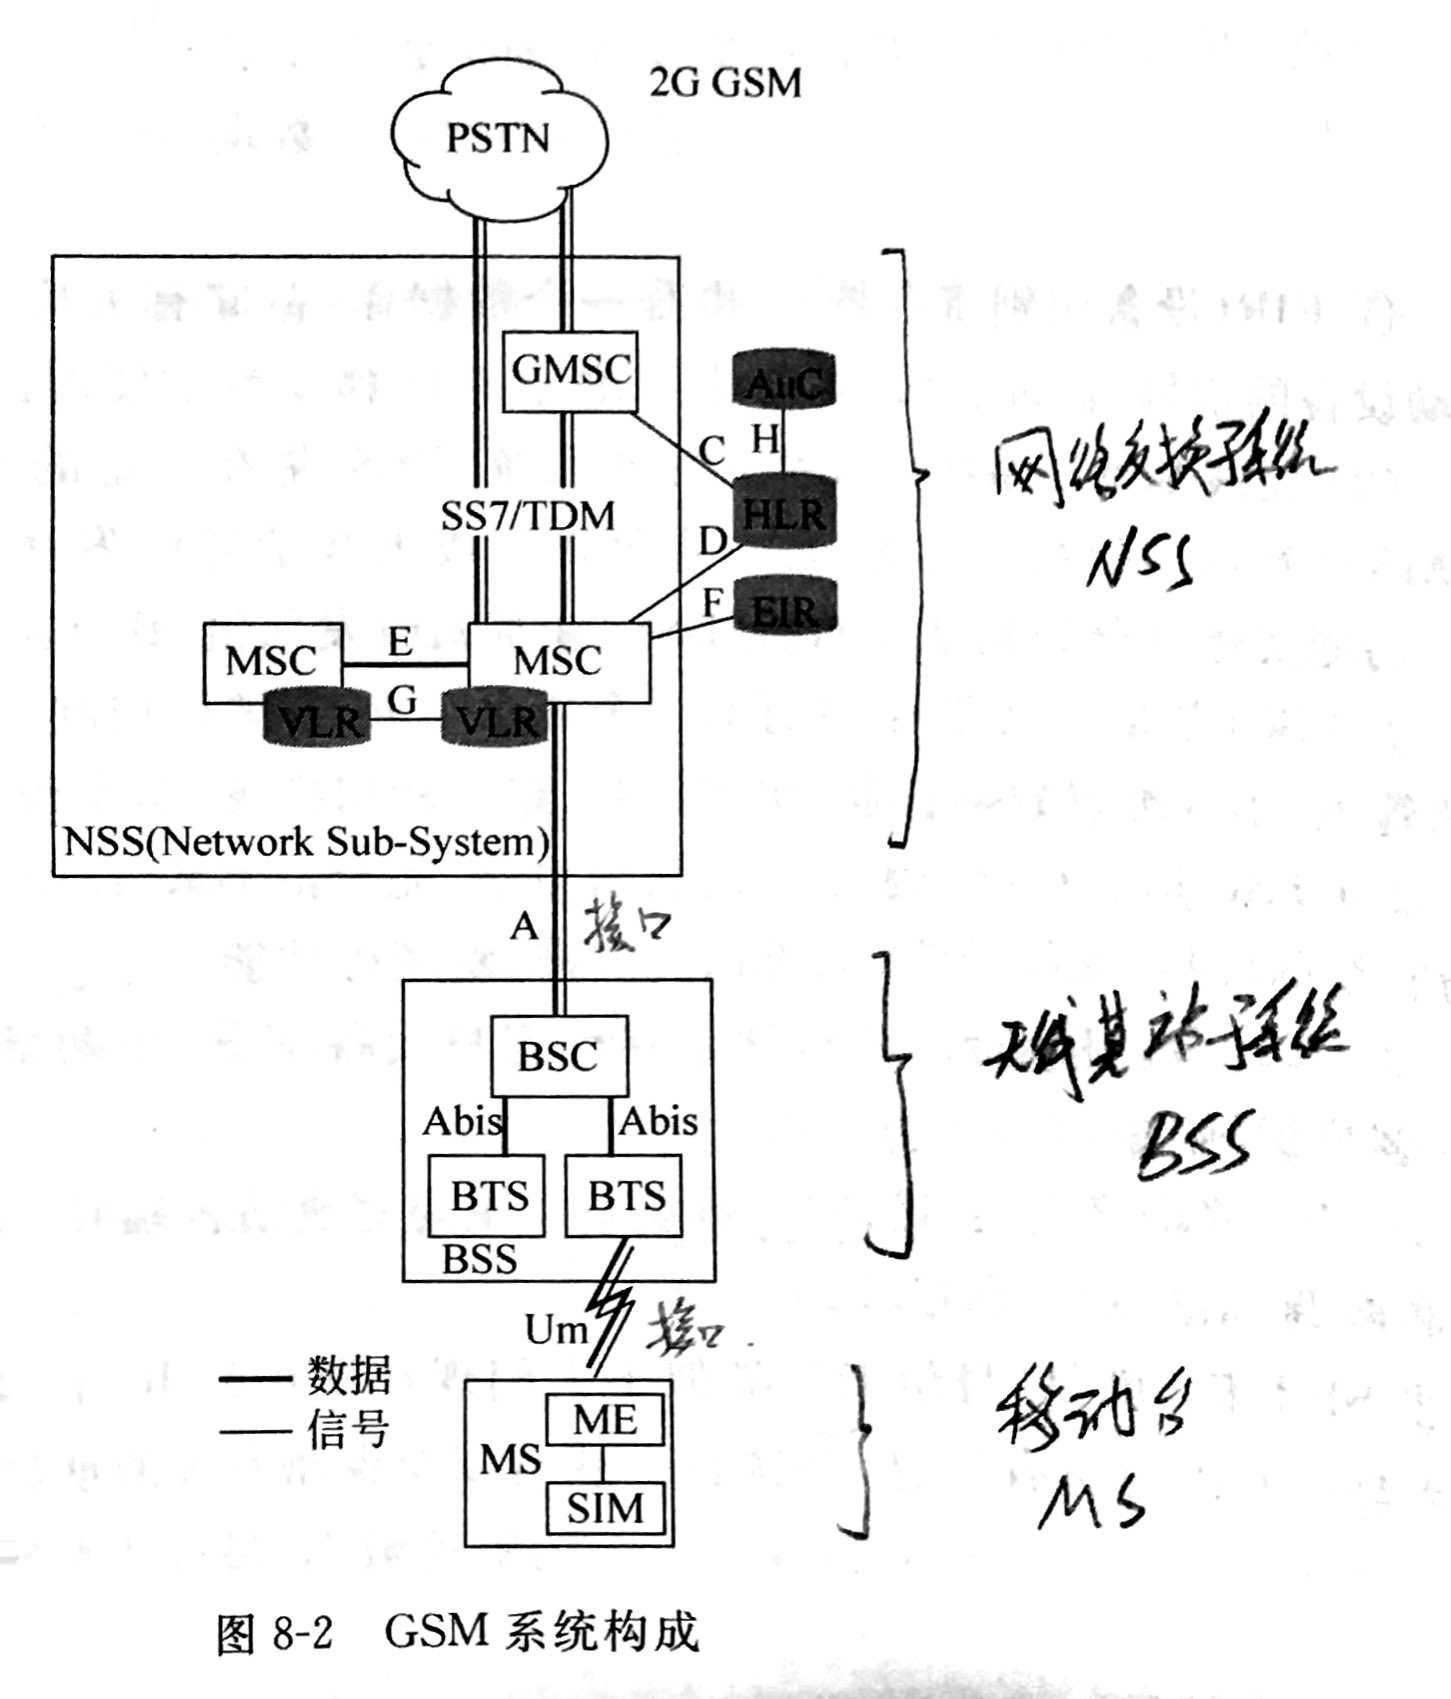 2G GSM
PSTN
GMSC
AuC
C
H
HLR
SS7/TDM
D
F
EIR
MSC
E
MSC
VLR
G
VLR
NSS(Network Sub-System)
网络交换子系统
NSS
A
接口
BSC
Abis
Abis
BTS
BTS
BSS
无线基站子系统
BSS
Um
接口
数据
信号
ME
MS
SIM
移动台
MS
图 8-2 GSM 系统构成